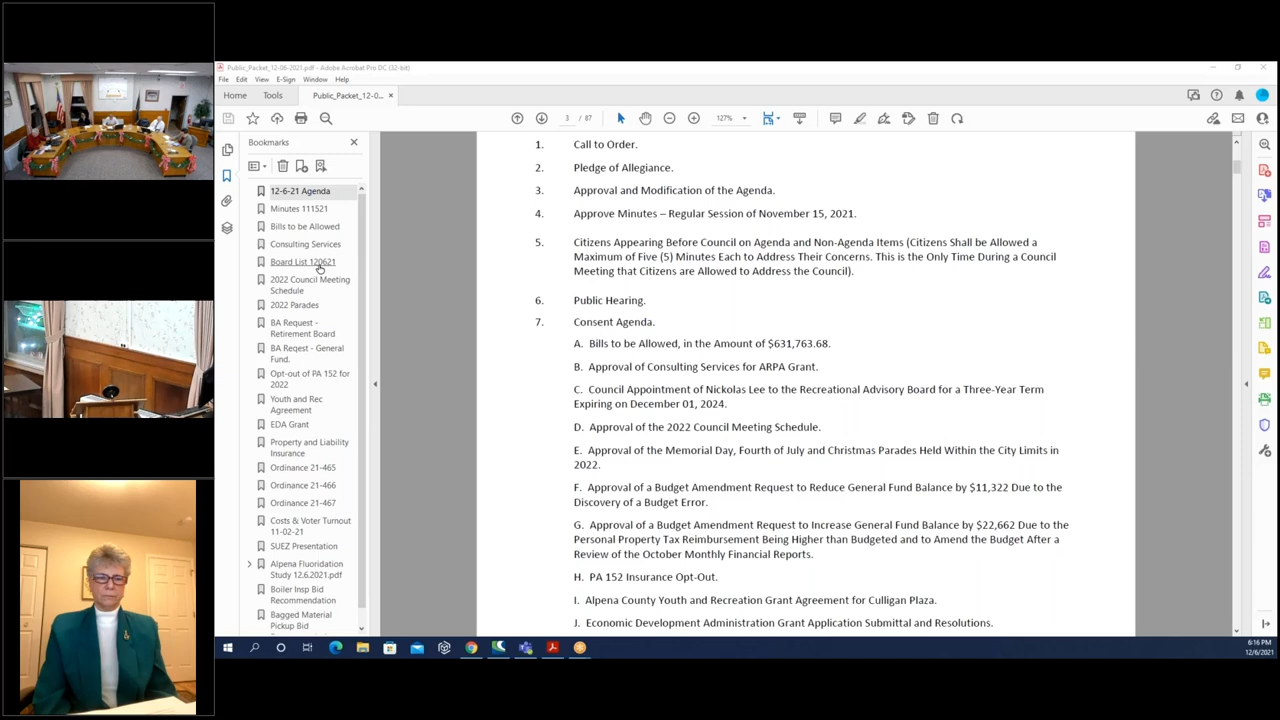 Public_Packet_12-06-2021.pdf - Adobe Acrobat Pro DC (32-bit)
File Edit View E-Sign Window Help
Home Tools Public_Packet_12-0... ×
3 / 87 127%
Bookmarks
12-6-21 Agenda
Minutes 111521
Bills to be Allowed
Consulting Services
Board List 120621
2022 Council Meeting
Schedule
2022 Parades
BA Request -
Retirement Board
BA Reqest - General
Fund.
Opt-out of PA 152 for
2022
Youth and Rec
Agreement
EDA Grant
Property and Liability
Insurance
Ordinance 21-465
Ordinance 21-466
Ordinance 21-467
Costs & Voter Turnout
11-02-21
SUEZ Presentation
Alpena Fluoridation
Study 12.6.2021.pdf
Boiler Insp Bid
Recommendation
Bagged Material
Pickup Bid
1. Call to Order.
2. Pledge of Allegiance.
3. Approval and Modification of the Agenda.
4. Approve Minutes – Regular Session of November 15, 2021.
5. Citizens Appearing Before Council on Agenda and Non-Agenda Items (Citizens Shall be Allowed a
Maximum of Five (5) Minutes Each to Address Their Concerns. This is the Only Time During a Council
Meeting that Citizens are Allowed to Address the Council).
6. Public Hearing.
7. Consent Agenda.
A. Bills to be Allowed, in the Amount of $631,763.68.
B. Approval of Consulting Services for ARPA Grant.
C. Council Appointment of Nickolas Lee to the Recreational Advisory Board for a Three-Year Term
Expiring on December 01, 2024.
D. Approval of the 2022 Council Meeting Schedule.
E. Approval of the Memorial Day, Fourth of July and Christmas Parades Held Within the City Limits in
2022.
F. Approval of a Budget Amendment Request to Reduce General Fund Balance by $11,322 Due to the
Discovery of a Budget Error.
G. Approval of a Budget Amendment Request to Increase General Fund Balance by $22,662 Due to the
Personal Property Tax Reimbursement Being Higher than Budgeted and to Amend the Budget After a
Review of the October Monthly Financial Reports.
H. PA 152 Insurance Opt-Out.
I. Alpena County Youth and Recreation Grant Agreement for Culligan Plaza.
J. Economic Development Administration Grant Application Submittal and Resolutions.
6:16 PM
12/6/2021